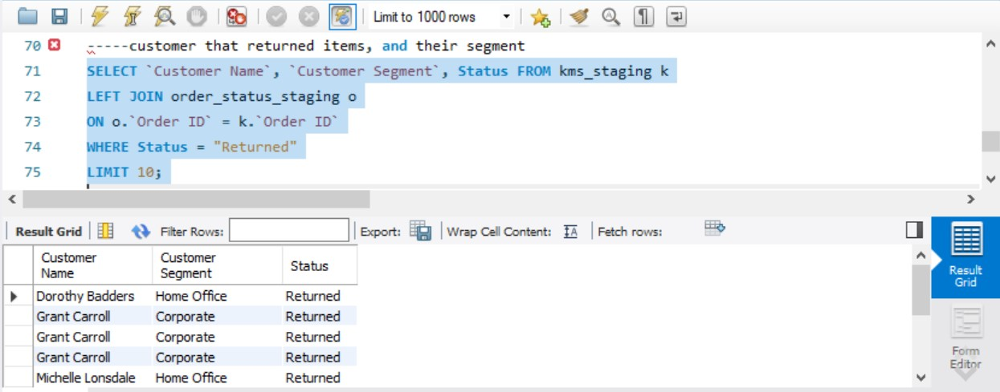 Limit to 1000 rows
70 -----customer that returned items, and their segment
71 SELECT `Customer Name`, `Customer Segment`, Status FROM kms_staging k
72 LEFT JOIN order_status_staging o
73 ON o.`Order ID` = k.`Order ID`
74 WHERE Status = "Returned"
75 LIMIT 10;
Result Grid Filter Rows: Export: Wrap Cell Content: IA Fetch rows:
Customer Name Customer Segment Status
Dorothy Badders Home Office Returned
Grant Carroll Corporate Returned
Grant Carroll Corporate Returned
Grant Carroll Corporate Returned
Michelle Lonsdale Home Office Returned
Result
Grid
Form
Editor